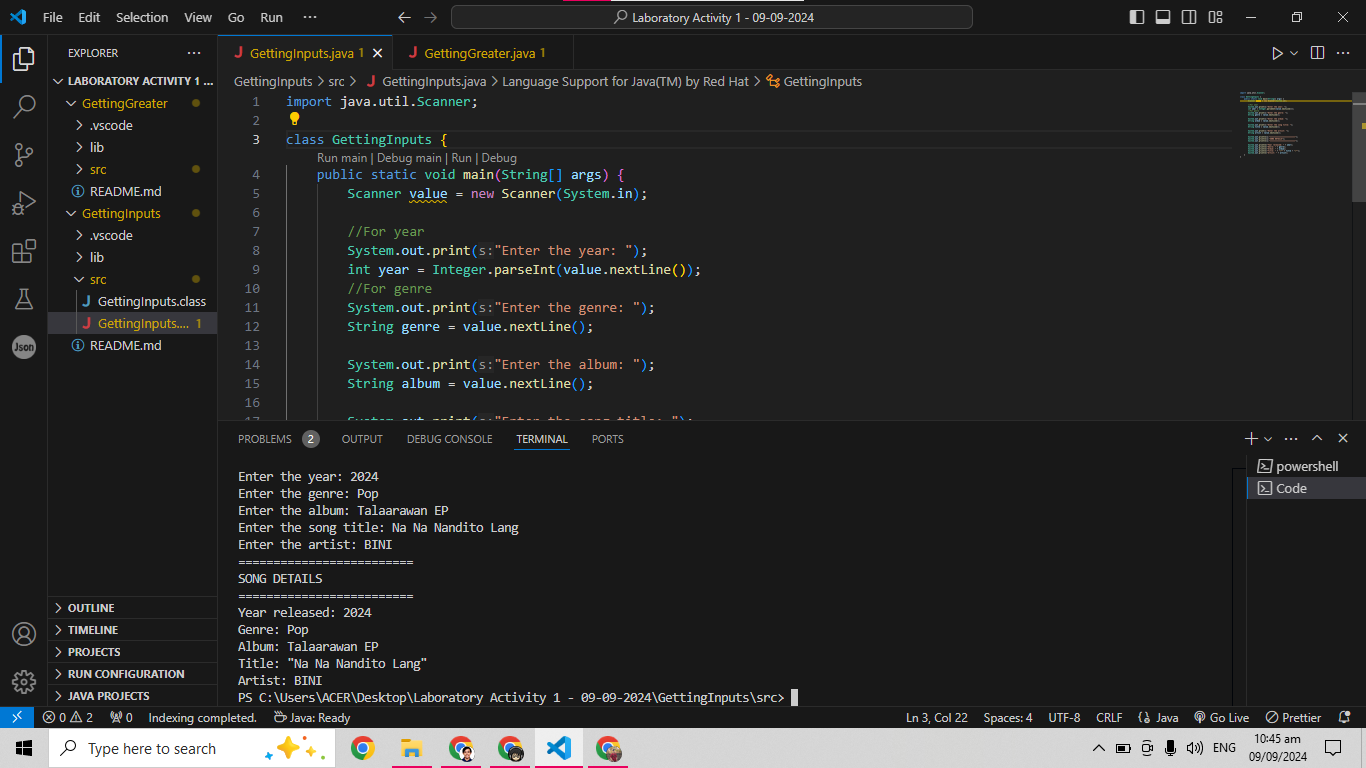 File Edit Selection View Go Run ··· Laboratory Activity 1 - 09-09-2024
EXPLORER ···
LABORATORY ACTIVITY 1 ...
GettingGreater
.vscode
lib
src
README.md
GettingInputs
.vscode
lib
src
GettingInputs.class
GettingInputs.... 1
README.md
OUTLINE
TIMELINE
PROJECTS
RUN CONFIGURATION
JAVA PROJECTS
GettingInputs.java 1 GettingGreater.java 1
GettingInputs > src > GettingInputs.java > Language Support for Java(TM) by Red Hat > GettingInputs
1 import java.util.Scanner;
2
3 class GettingInputs {
Run main | Debug main | Run | Debug
4 public static void main(String[] args) {
5 Scanner value = new Scanner(System.in);
6
7 //For year
8 System.out.print(s:"Enter the year: ");
9 int year = Integer.parseInt(value.nextLine());
10 //For genre
11 System.out.print(s:"Enter the genre: ");
12 String genre = value.nextLine();
13
14 System.out.print(s:"Enter the album: ");
15 String album = value.nextLine();
16
17 System.out.print(s:"Enter the song title: ");
PROBLEMS 2 OUTPUT DEBUG CONSOLE TERMINAL PORTS
powershell
Code
Enter the year: 2024
Enter the genre: Pop
Enter the album: Talaarawan EP
Enter the song title: Na Na Nandito Lang
Enter the artist: BINI
=========================
SONG DETAILS
=========================
Year released: 2024
Genre: Pop
Album: Talaarawan EP
Title: "Na Na Nandito Lang"
Artist: BINI
PS C:\Users\ACER\Desktop\Laboratory Activity 1 - 09-09-2024\GettingInputs\src>
0 2 0 Indexing completed. Java: Ready Ln 3, Col 22 Spaces: 4 UTF-8 CRLF {} Java Go Live Prettier
Type here to search ENG 10:45 am
09/09/2024
Json